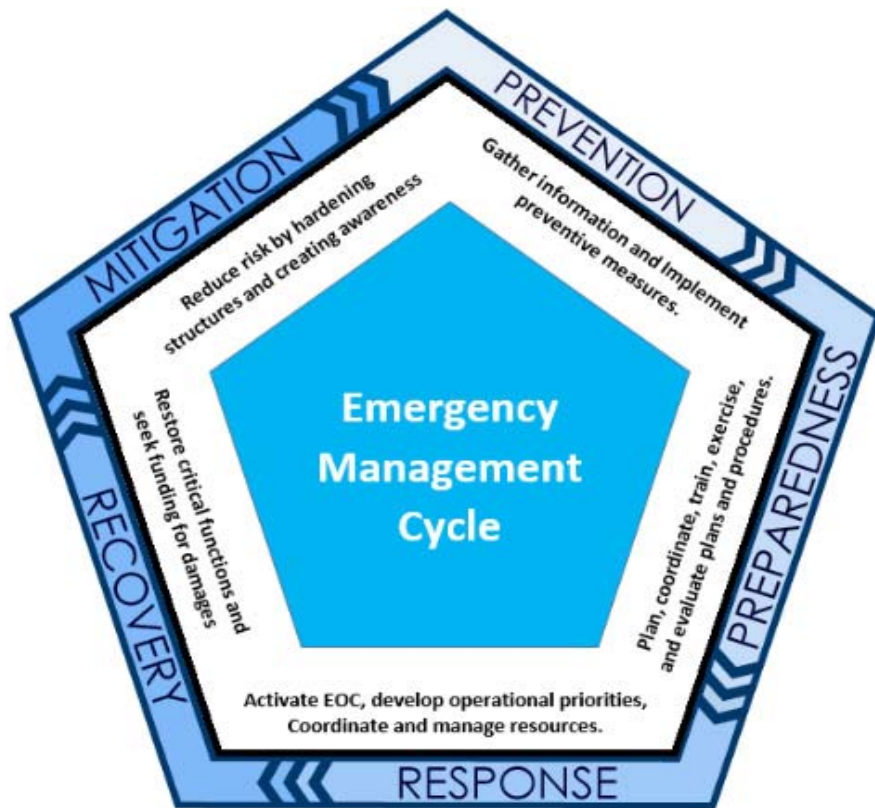 PREVENTION
Gather information and Implement
preventive measures.
PREPAREDNESS
Plan, coordinate, train, exercise,
and evaluate plans and procedures.
RESPONSE
Activate EOC, develop operational priorities,
Coordinate and manage resources.
RECOVERY
Restore critical functions and
seek funding for damages
MITIGATION
Reduce risk by hardening
structures and creating awareness
Emergency
Management
Cycle